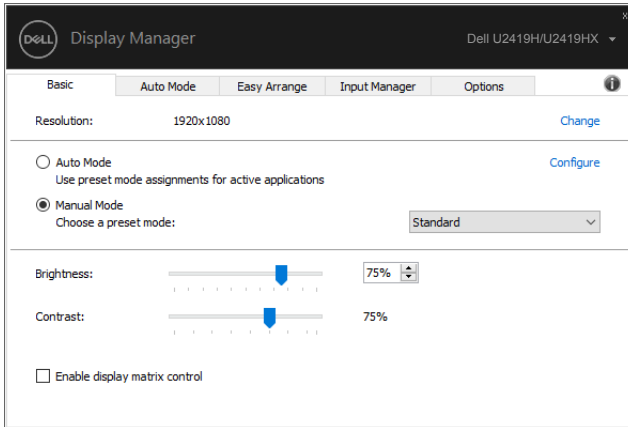 DELL Display Manager Dell U2419H/U2419HX
x
Basic Auto Mode Easy Arrange Input Manager Options i
Resolution: 1920x1080 Change
Auto Mode Configure
Use preset mode assignments for active applications
Manual Mode
Choose a preset mode: Standard
Brightness: 75%
Contrast: 75%
Enable display matrix control